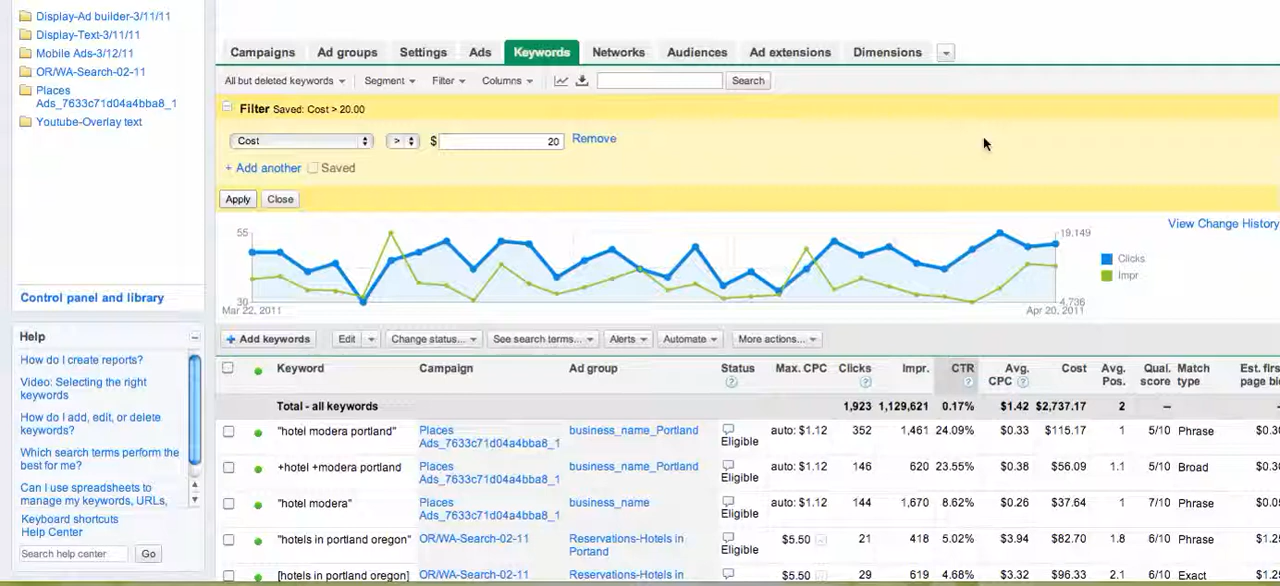 Display-Ad builder-3/11/11
Display-Text-3/11/11
Mobile Ads-3/12/11
OR/WA-Search-02-11
Places
Ads_7633c71d04a4bba8_1
Youtube-Overlay text
Control panel and library
Help
How do I create reports?
Video: Selecting the right
keywords
How do I add, edit, or delete
keywords?
Which search terms perform the
best for me?
Can I use spreadsheets to
manage my keywords, URLs,
Keyboard shortcuts
Help Center
Search help center Go
Campaigns Ad groups Settings Ads Keywords Networks Audiences Ad extensions Dimensions
All but deleted keywords Segment Filter Columns Search
Filter Saved: Cost > 20.00
Cost > $ 20 Remove
+ Add another Saved
Apply Close
View Change History
55 19,149
Clicks
Impr
30 4,736
Mar 22, 2011 Apr 20, 2011
+ Add keywords Edit Change status... See search terms... Alerts Automate More actions...
Keyword Campaign Ad group Status ? Max. CPC Clicks ? Impr. CTR ? Avg. CPC ? Cost Avg. Pos. Qual. score Match type Est. firs page bi
Total - all keywords 1,923 1,129,621 0.17% $1.42 $2,737.17 2 – –
"hotel modera portland" Places Ads_7633c71d04a4bba8_1 business_name_Portland Eligible auto: $1.12 352 1,461 24.09% $0.33 $115.17 1 5/10 Phrase $0.30
+hotel +modera portland Places Ads_7633c71d04a4bba8_1 business_name_Portland Eligible auto: $1.12 146 620 23.55% $0.38 $56.09 1.1 5/10 Broad $0.30
"hotel modera" Places Ads_7633c71d04a4bba8_1 business_name Eligible auto: $1.12 144 1,670 8.62% $0.26 $37.64 1 7/10 Phrase $0.0
"hotels in portland oregon" OR/WA-Search-02-11 Reservations-Hotels in Portand Eligible $5.50 21 418 5.02% $3.94 $82.70 1.8 6/10 Phrase $1.2
[hotels in portland oregon] OR/WA-Search-02-11 Reservations-Hotels in $5.50 29 619 4.68% $3.32 $96.33 2.1 6/10 Exact $1.2